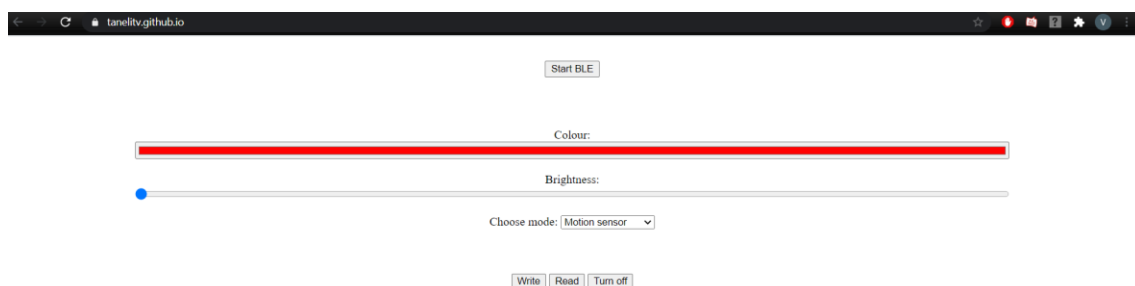 tanelitv.github.io
V
Start BLE
Colour:
Brightness:
Choose mode: Motion sensor
Write Read Turn off